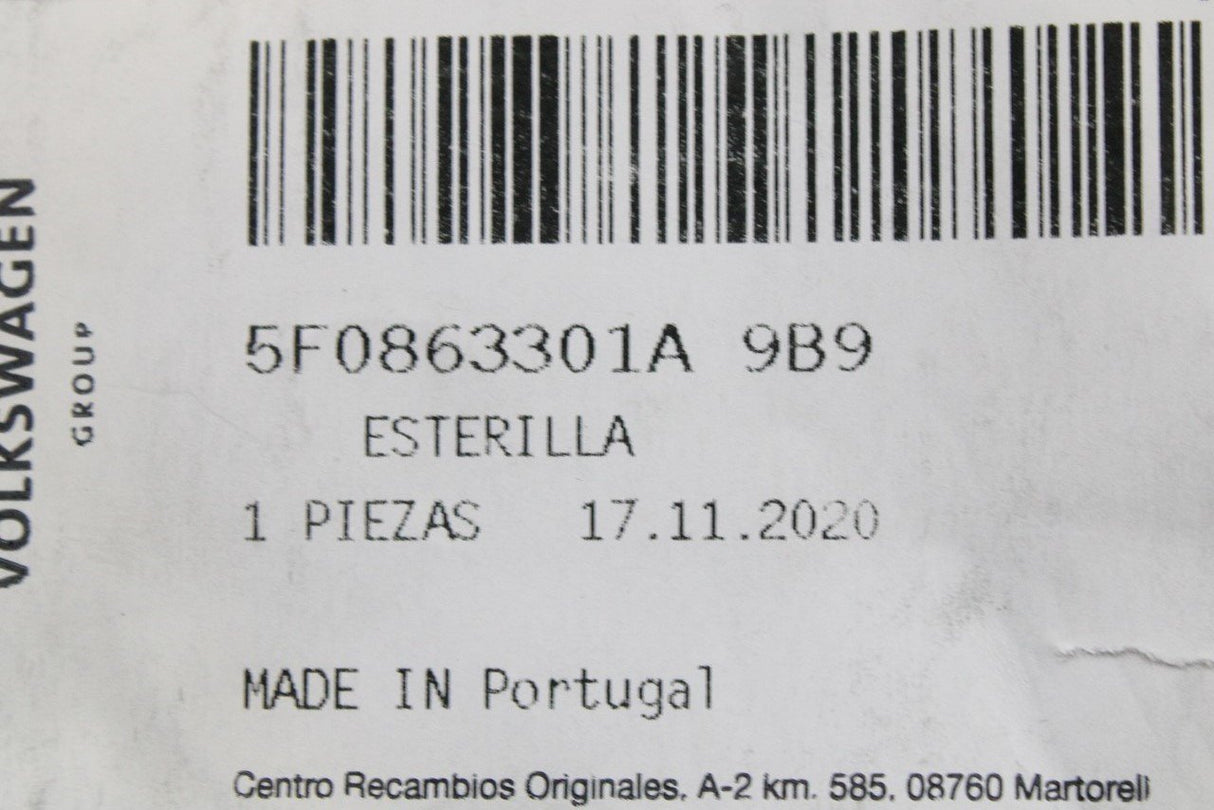 VOLKSWAGEN
GROUP
5F0863301A 9B9
ESTERILLA
1 PIEZAS 17.11.2020
MADE IN Portugal
Centro Recambios Originales, A-2 km. 585, 08760 Martorell